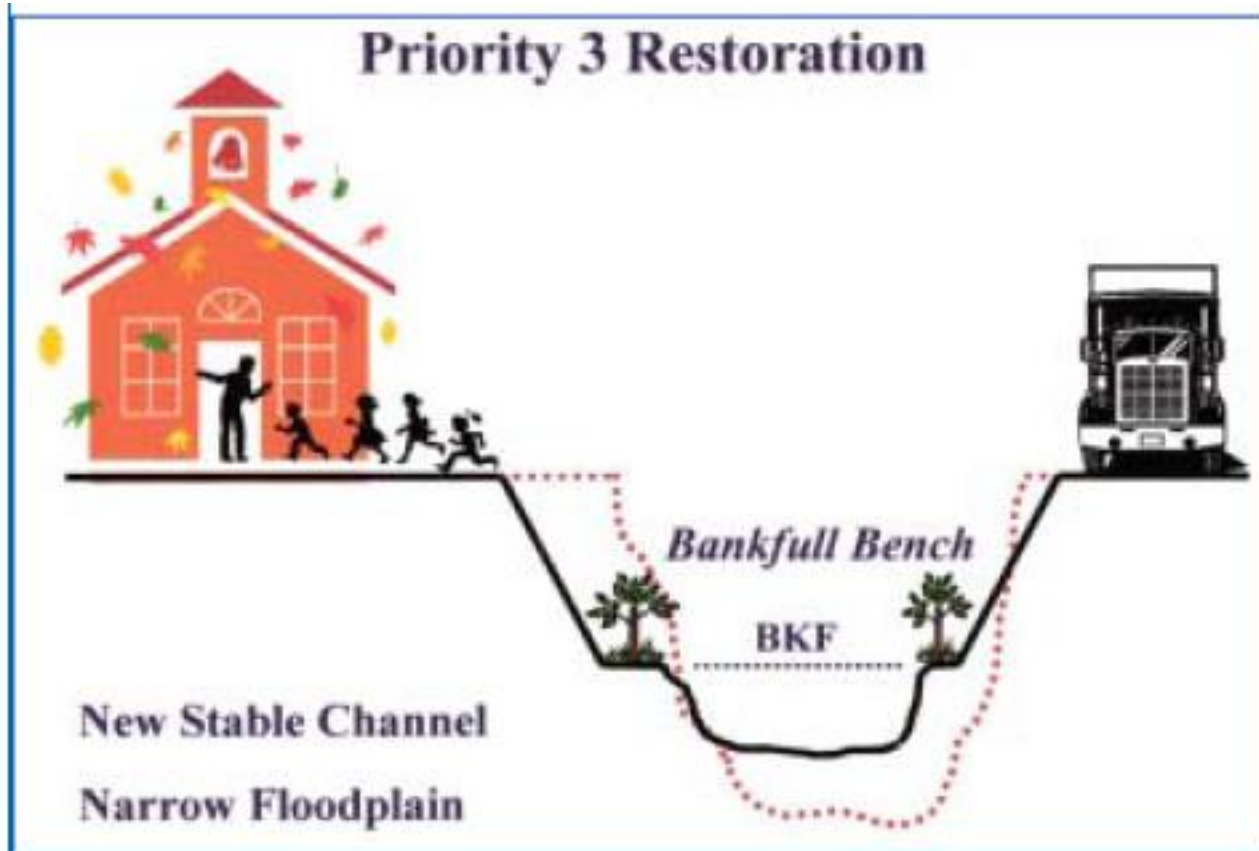 Priority 3 Restoration
Bankfull Bench
BKF
New Stable Channel
Narrow Floodplain